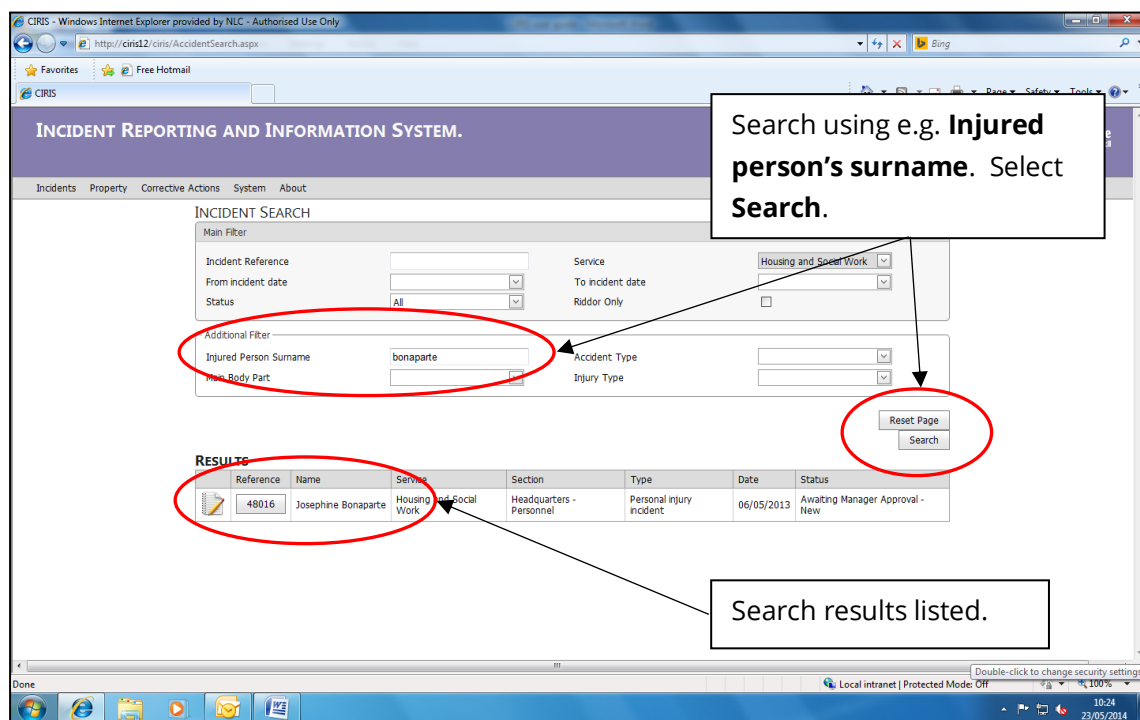 CIRIS - Windows Internet Explorer provided by NLC - Authorised Use Only
http://ciris12/ciris/AccidentSearch.aspx
Bing
Favorites Free Hotmail
CIRIS
Page Safety Tools
Search using e.g. Injured
person's surname. Select
Search.
INCIDENT REPORTING AND INFORMATION SYSTEM.
Incidents Property Corrective Actions System About
INCIDENT SEARCH
Main Filter
Incident Reference Service Housing and Social Work
From incident date To incident date
Status All Riddor Only
Additional Filter
Injured Person Surname bonaparte Accident Type
Main Body Part Injury Type
Reset Page
Search
RESULTS
Reference Name Service Section Type Date Status
48016 Josephine Bonaparte Housing and Social Work Headquarters - Personnel Personal injury incident 06/05/2013 Awaiting Manager Approval - New
Search results listed.
Double-click to change security settings
Done Local intranet | Protected Mode: Off 100%
10:24
23/05/2014